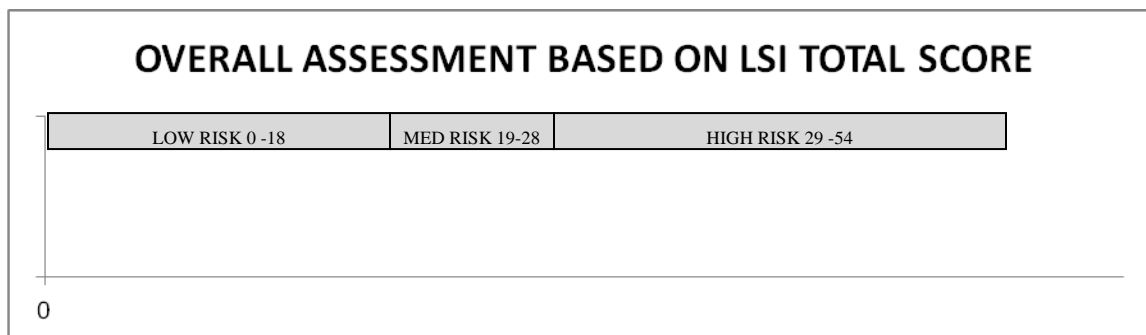 OVERALL ASSESSMENT BASED ON LSI TOTAL SCORE
LOW RISK 0 -18 MED RISK 19-28 HIGH RISK 29 -54
0